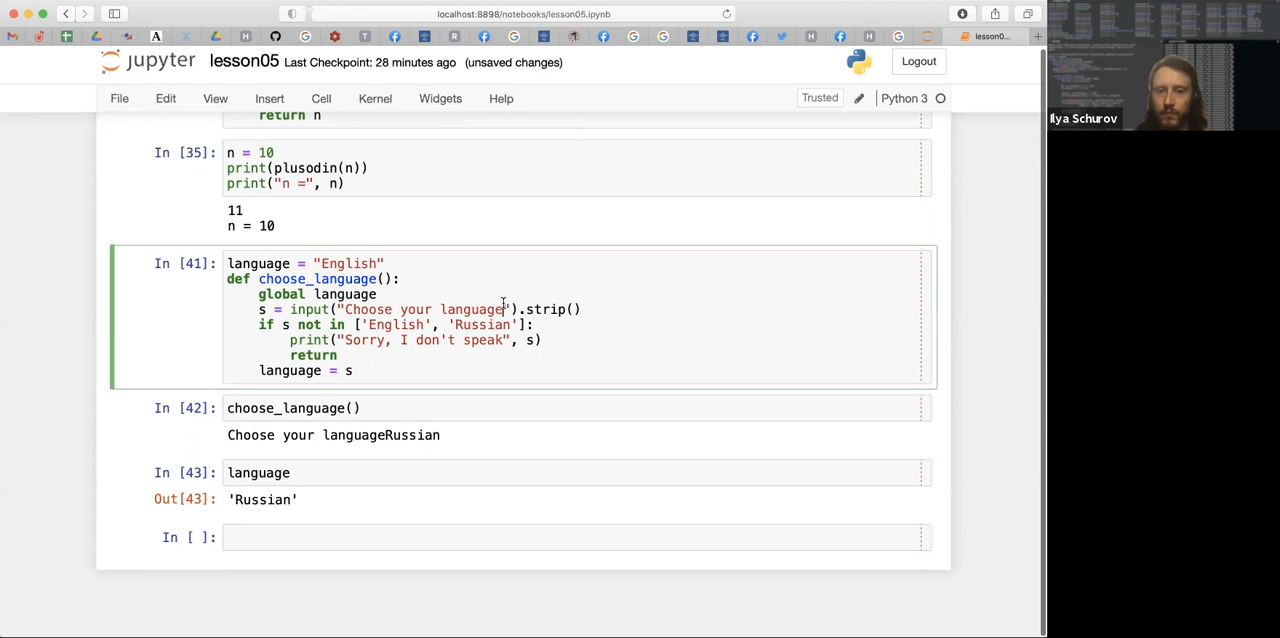 localhost:8898/notebooks/lesson05.ipynb
lesson0...
jupyter lesson05 Last Checkpoint: 28 minutes ago (unsaved changes)
Logout
File Edit View Insert Cell Kernel Widgets Help
Trusted Python 3
return n
In [35]: n = 10
print(plusodin(n))
print("n =", n)
11
n = 10
In [41]: language = "English"
def choose_language():
global language
s = input("Choose your language").strip()
if s not in ['English', 'Russian']:
print("Sorry, I don't speak", s)
return
language = s
In [42]: choose_language()
Choose your languageRussian
In [43]: language
Out[43]: 'Russian'
In [ ]:
Ilya Schurov